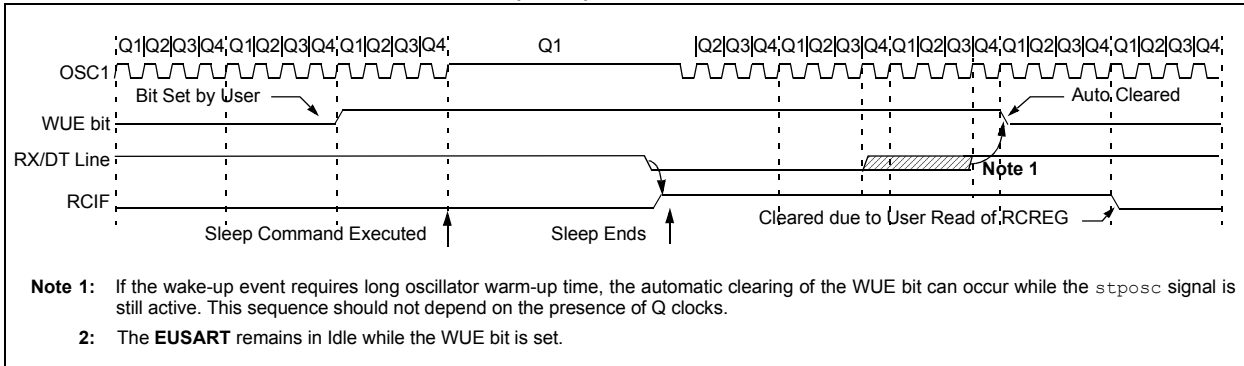 Q1|Q2|Q3|Q4|Q1|Q2|Q3|Q4|Q1|Q2|Q3|Q4 Q1 Q2|Q3|Q4|Q1|Q2|Q3|Q4|Q1|Q2|Q3|Q4|Q1|Q2|Q3|Q4|Q1|Q2|Q3|Q4
OSC1
Bit Set by User Auto Cleared
WUE bit
RX/DT Line
Note 1
RCIF
Cleared due to User Read of RCREG
Sleep Command Executed Sleep Ends
Note 1: If the wake-up event requires long oscillator warm-up time, the automatic clearing of the WUE bit can occur while the stposc signal is
still active. This sequence should not depend on the presence of Q clocks.
2: The EUSART remains in Idle while the WUE bit is set.